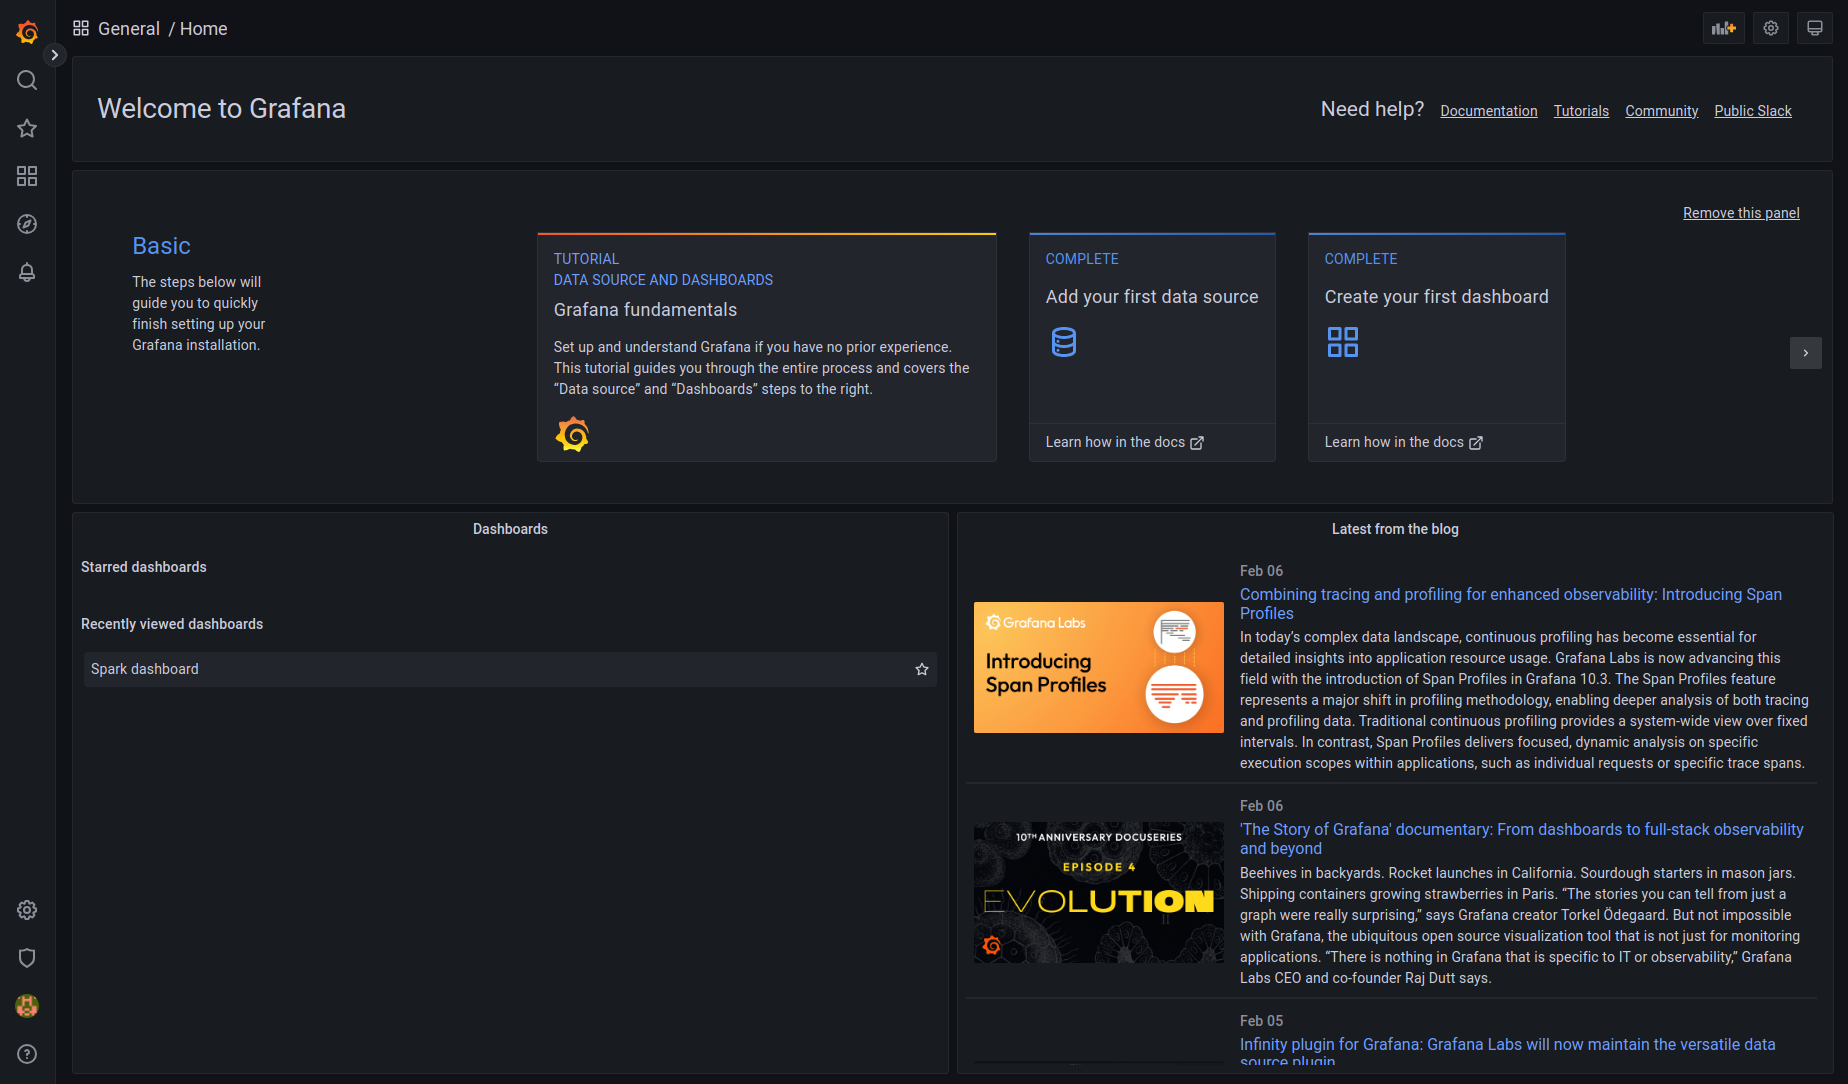 General / Home
Welcome to Grafana
Need help? Documentation Tutorials Community Public Slack
Remove this panel
Basic
The steps below will
guide you to quickly
finish setting up your
Grafana installation.
TUTORIAL
DATA SOURCE AND DASHBOARDS
Grafana fundamentals
Set up and understand Grafana if you have no prior experience.
This tutorial guides you through the entire process and covers the
“Data source” and “Dashboards” steps to the right.
COMPLETE
Add your first data source
Learn how in the docs
COMPLETE
Create your first dashboard
Learn how in the docs
Dashboards
Starred dashboards
Recently viewed dashboards
Spark dashboard
Latest from the blog
Grafana Labs
Introducing
Span Profiles
Feb 06
Combining tracing and profiling for enhanced observability: Introducing Span
Profiles
In today’s complex data landscape, continuous profiling has become essential for
detailed insights into application resource usage. Grafana Labs is now advancing this
field with the introduction of Span Profiles in Grafana 10.3. The Span Profiles feature
represents a major shift in profiling methodology, enabling deeper analysis of both tracing
and profiling data. Traditional continuous profiling provides a system-wide view over fixed
intervals. In contrast, Span Profiles delivers focused, dynamic analysis on specific
execution scopes within applications, such as individual requests or specific trace spans.
10TH ANNIVERSARY DOCUSERIES
EPISODE 4
EVOLUTION
Feb 06
'The Story of Grafana' documentary: From dashboards to full-stack observability
and beyond
Beehives in backyards. Rocket launches in California. Sourdough starters in mason jars.
Shipping containers growing strawberries in Paris. “The stories you can tell from just a
graph were really surprising,” says Grafana creator Torkel Ödegaard. But not impossible
with Grafana, the ubiquitous open source visualization tool that is not just for monitoring
applications. “There is nothing in Grafana that is specific to IT or observability,” Grafana
Labs CEO and co-founder Raj Dutt says.
Feb 05
Infinity plugin for Grafana: Grafana Labs will now maintain the versatile data
source plugin